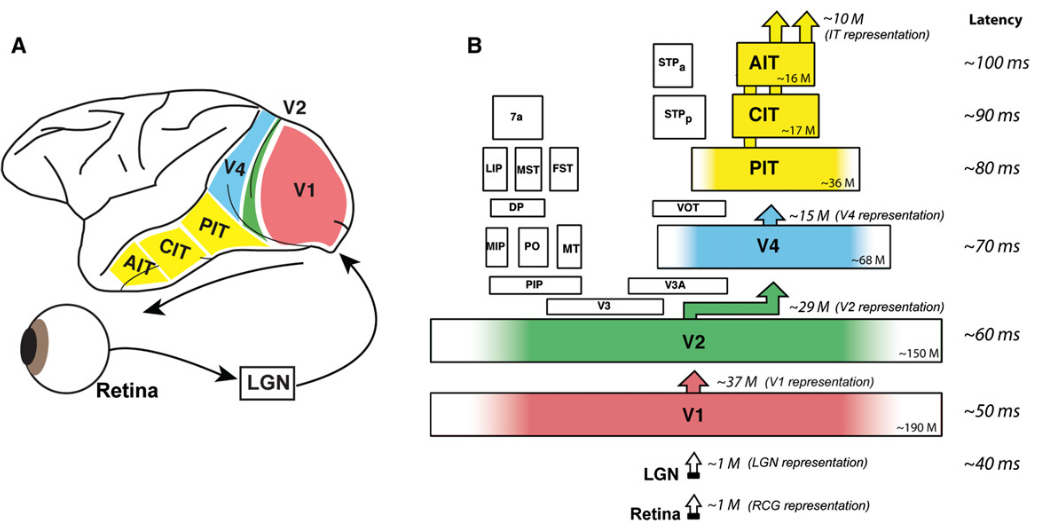 A
V2
V4
V1
PIT
CIT
AIT
Retina
LGN
B
Latency
~10 M
(IT representation)
STPa
AIT
~16 M
~100 ms
7a
STPp
CIT
~17 M
~90 ms
LIP
MST
FST
PIT
~36 M
~80 ms
DP
VOT
~15 M (V4 representation)
MIP
PO
MT
V4
~68 M
~70 ms
PIP
V3A
V3
~29 M (V2 representation)
V2
~150 M
~60 ms
~37 M (V1 representation)
V1
~190 M
~50 ms
LGN
~1 M (LGN representation)
~40 ms
Retina
~1 M (RCG representation)